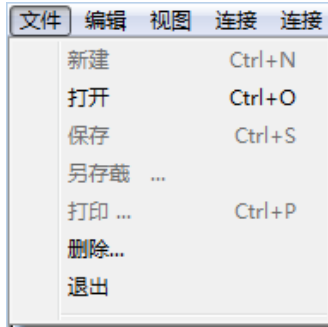 文件 编辑 视图 连接 连接
新建 Ctrl+N
打开 Ctrl+O
保存 Ctrl+S
另存蕺 ...
打印 ... Ctrl+P
删除...
退出